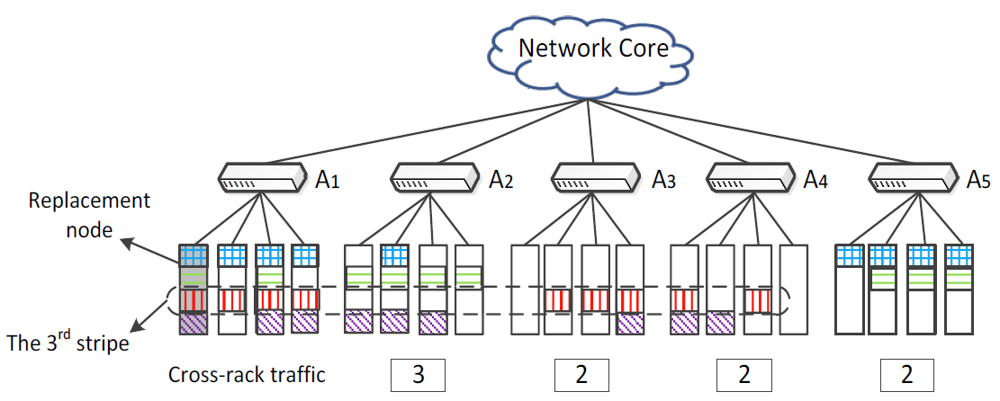 Network Core
A1
A2
A3
A4
A5
Replacement
node
The 3rd stripe
Cross-rack traffic
3
2
2
2